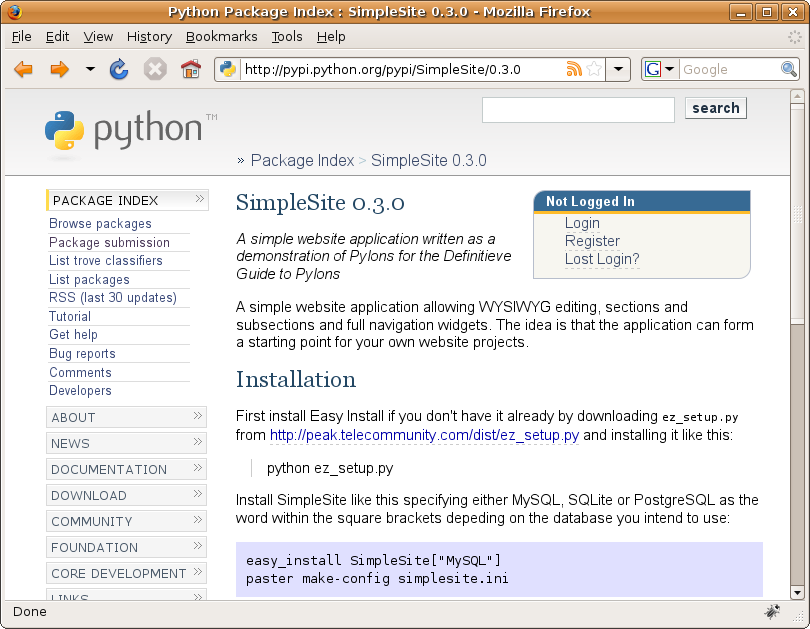 Python Package Index : SimpleSite 0.3.0 - Mozilla Firefox
File Edit View History Bookmarks Tools Help
http://pypi.python.org/pypi/SimpleSite/0.3.0
G Google
python™
search
» Package Index > SimpleSite 0.3.0
PACKAGE INDEX »
Browse packages
Package submission
List trove classifiers
List packages
RSS (last 30 updates)
Tutorial
Get help
Bug reports
Comments
Developers
ABOUT »
NEWS »
DOCUMENTATION »
DOWNLOAD »
COMMUNITY »
FOUNDATION »
CORE DEVELOPMENT »
LINKS »
SimpleSite 0.3.0
Not Logged In
Login
Register
Lost Login?
A simple website application written as a
demonstration of Pylons for the Definitieve
Guide to Pylons
A simple website application allowing WYSIWYG editing, sections and
subsections and full navigation widgets. The idea is that the application can form
a starting point for your own website projects.
Installation
First install Easy Install if you don't have it already by downloading ez_setup.py
from http://peak.telecommunity.com/dist/ez_setup.py and installing it like this:
python ez_setup.py
Install SimpleSite like this specifying either MySQL, SQLite or PostgreSQL as the
word within the square brackets depeding on the database you intend to use:
easy_install SimpleSite["MySQL"]
paster make-config simplesite.ini
Done